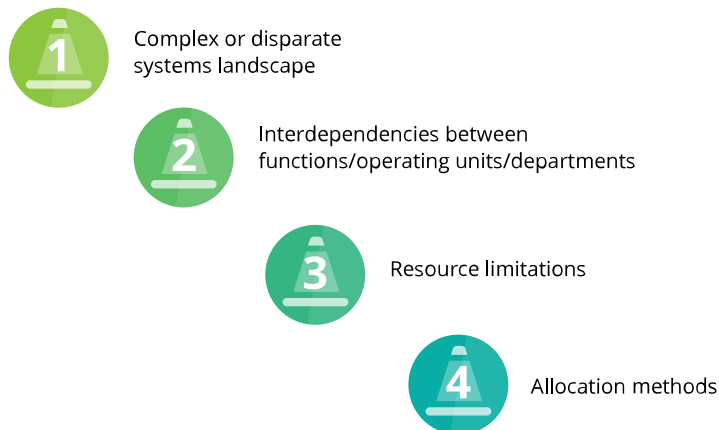 1
Complex or disparate
systems landscape
2
Interdependencies between
functions/operating units/departments
3
Resource limitations
4
Allocation methods